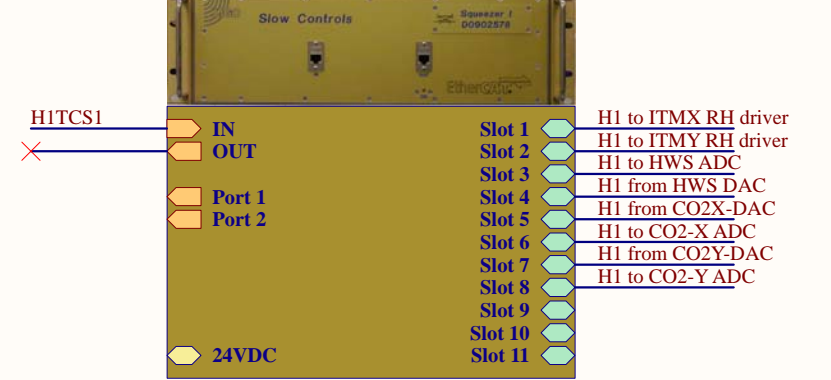 Slow Controls
Squeezer I
D0902578
EtherCAT
H1TCS1
IN
OUT
Port 1
Port 2
24VDC
Slot 1 H1 to ITMX RH driver
Slot 2 H1 to ITMY RH driver
Slot 3 H1 to HWS ADC
Slot 4 H1 from HWS DAC
Slot 5 H1 from CO2X-DAC
Slot 6 H1 to CO2-X ADC
Slot 7 H1 from CO2Y-DAC
Slot 8 H1 to CO2-Y ADC
Slot 9
Slot 10
Slot 11